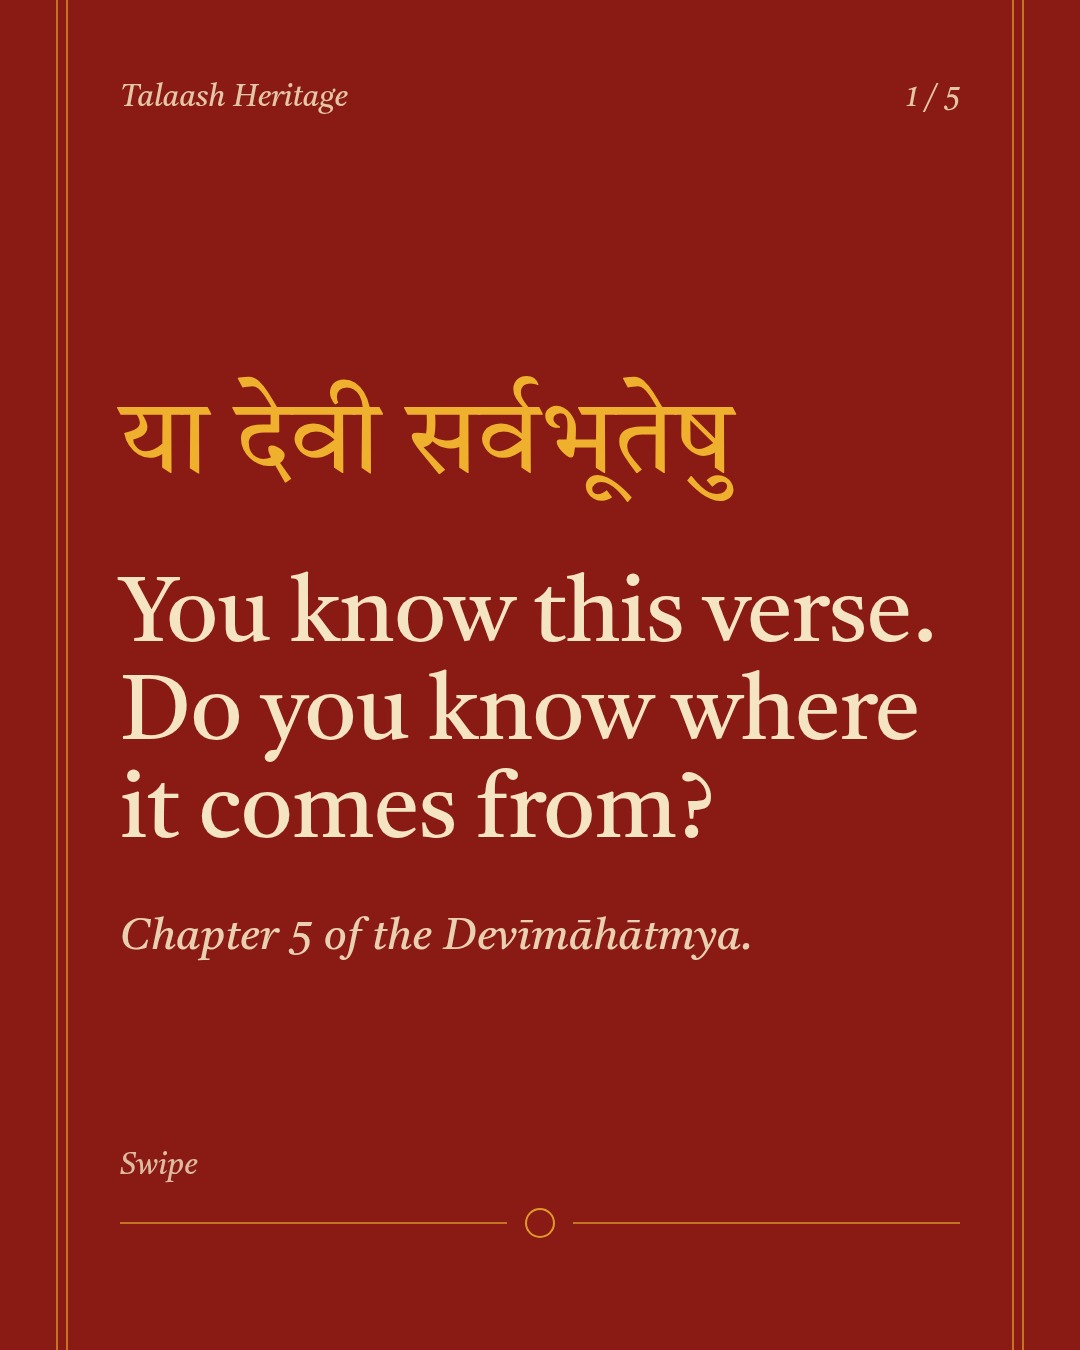 Talaash Heritage
1 / 5
या देवी सर्वभूतेषु
You know this verse.
Do you know where
it comes from?
Chapter 5 of the Devīmāhātmya.
Swipe